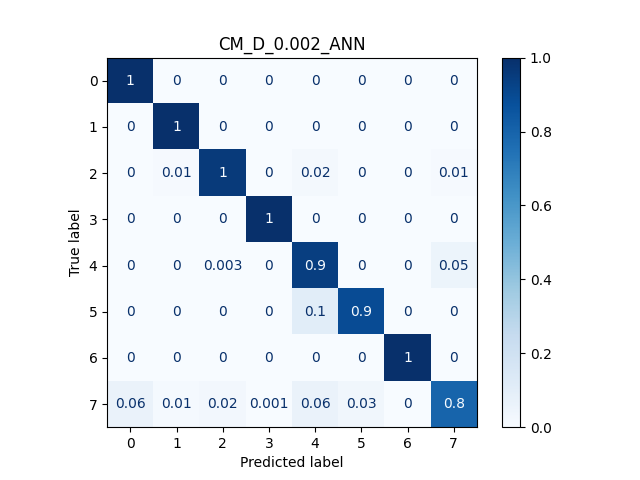 CM_D_0.002_ANN
0 1 0 0 0 0 0 0 0
1 0 1 0 0 0 0 0 0
2 0 0.01 1 0 0.02 0 0 0.01
3 0 0 0 1 0 0 0 0
4 0 0 0.003 0 0.9 0 0 0.05
5 0 0 0 0 0.1 0.9 0 0
6 0 0 0 0 0 0 1 0
7 0.06 0.01 0.02 0.001 0.06 0.03 0 0.8
0 1 2 3 4 5 6 7
True label
Predicted label
1.0
0.8
0.6
0.4
0.2
0.0